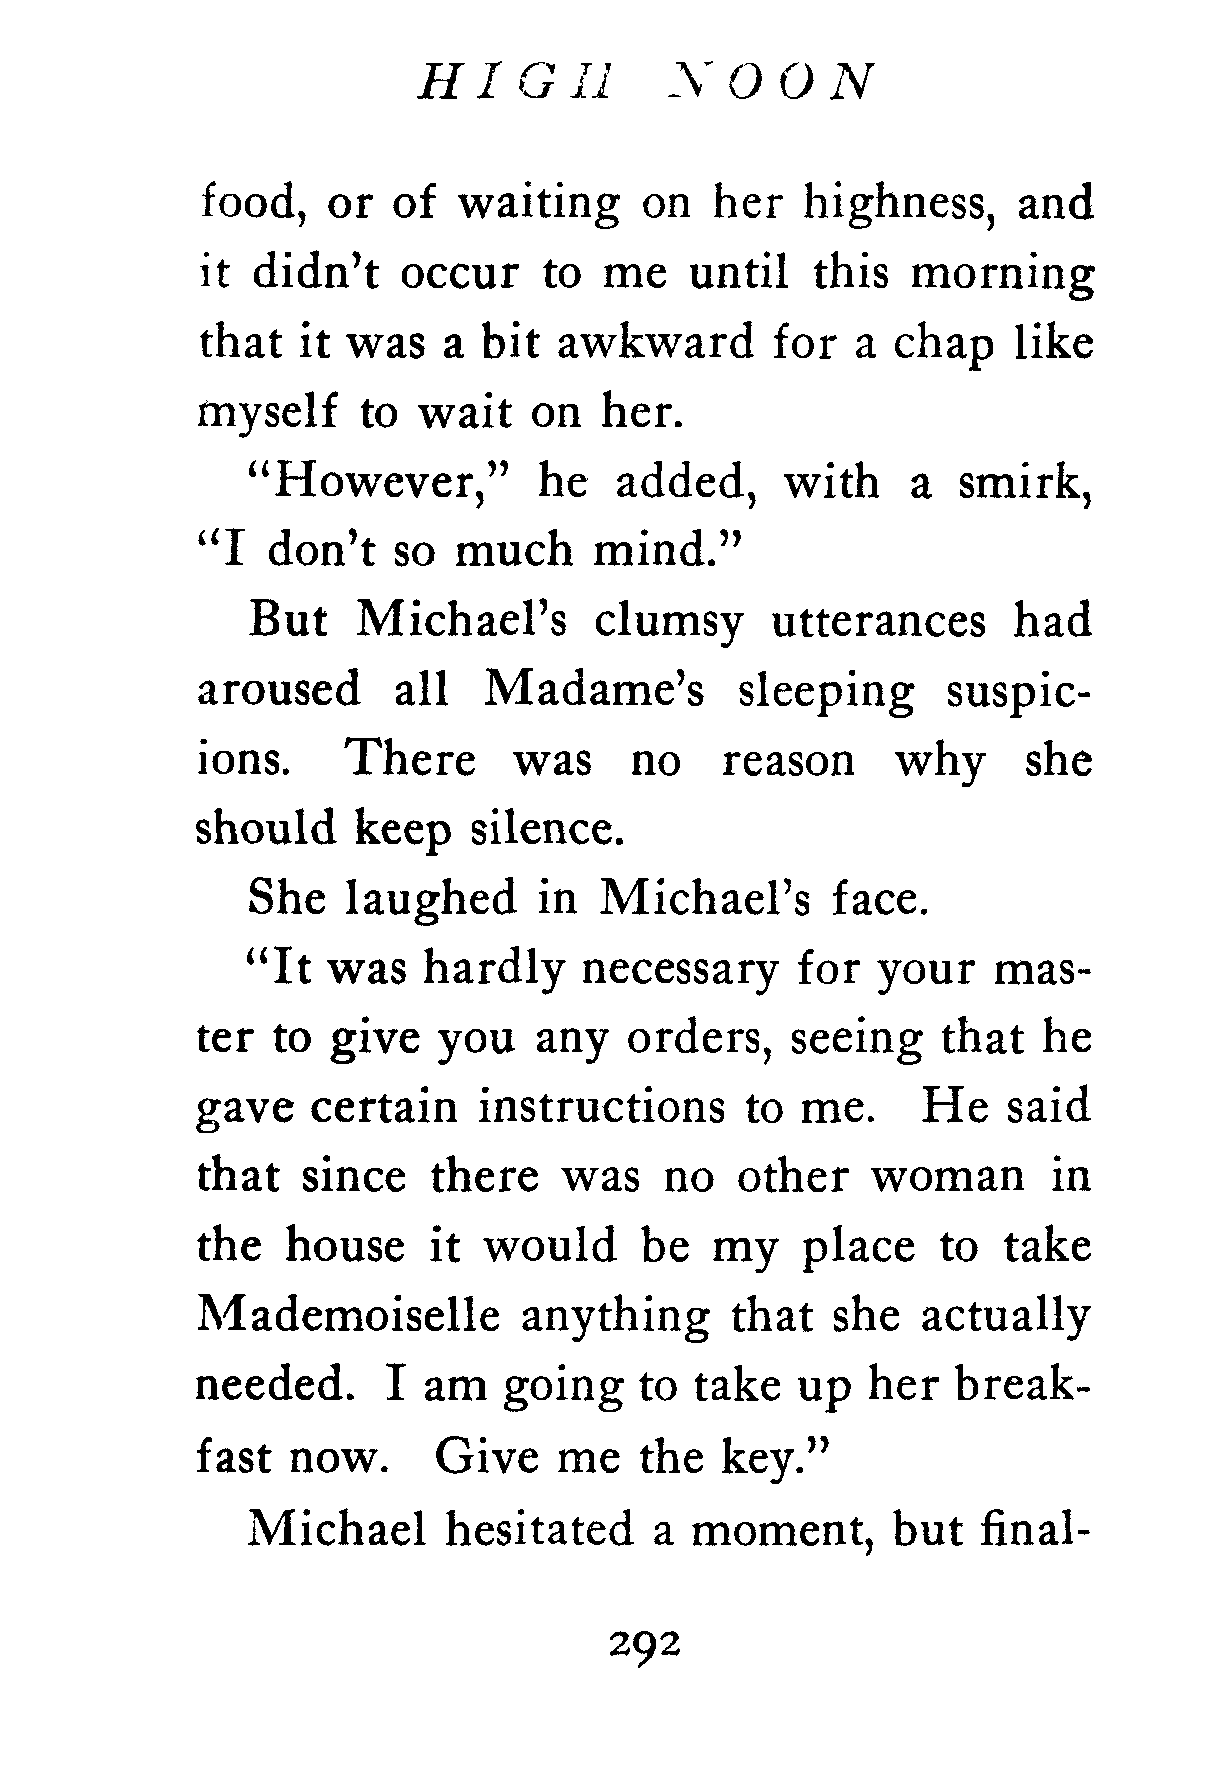 HIGH NOON
food, or of waiting on her highness, and
it didn't occur to me until this morning
that it was a bit awkward for a chap like
myself to wait on her.
"However," he added, with a smirk,
"I don't so much mind."
But Michael's clumsy utterances had
aroused all Madame's sleeping suspic-
ions. There was no reason why she
should keep silence.
She laughed in Michael's face.
"It was hardly necessary for your mas-
ter to give you any orders, seeing that he
gave certain instructions to me. He said
that since there was no other woman in
the house it would be my place to take
Mademoiselle anything that she actually
needed. I am going to take up her break-
fast now. Give me the key."
Michael hesitated a moment, but final-
292